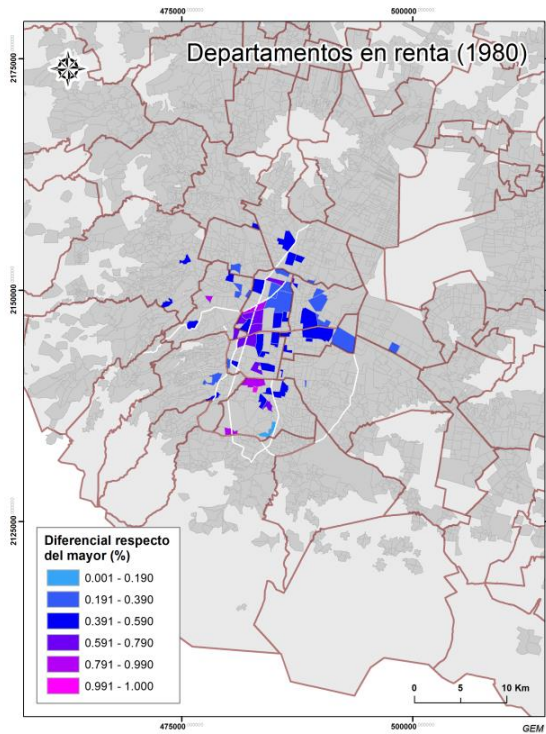 475000
500000
Departamentos en renta (1980)
2175000
2150000
2125000
Diferencial respecto
del mayor (%)
0.001 - 0.190
0.191 - 0.390
0.391 - 0.590
0.591 - 0.790
0.791 - 0.990
0.991 - 1.000
0 5 10 Km
475000
500000
GEM